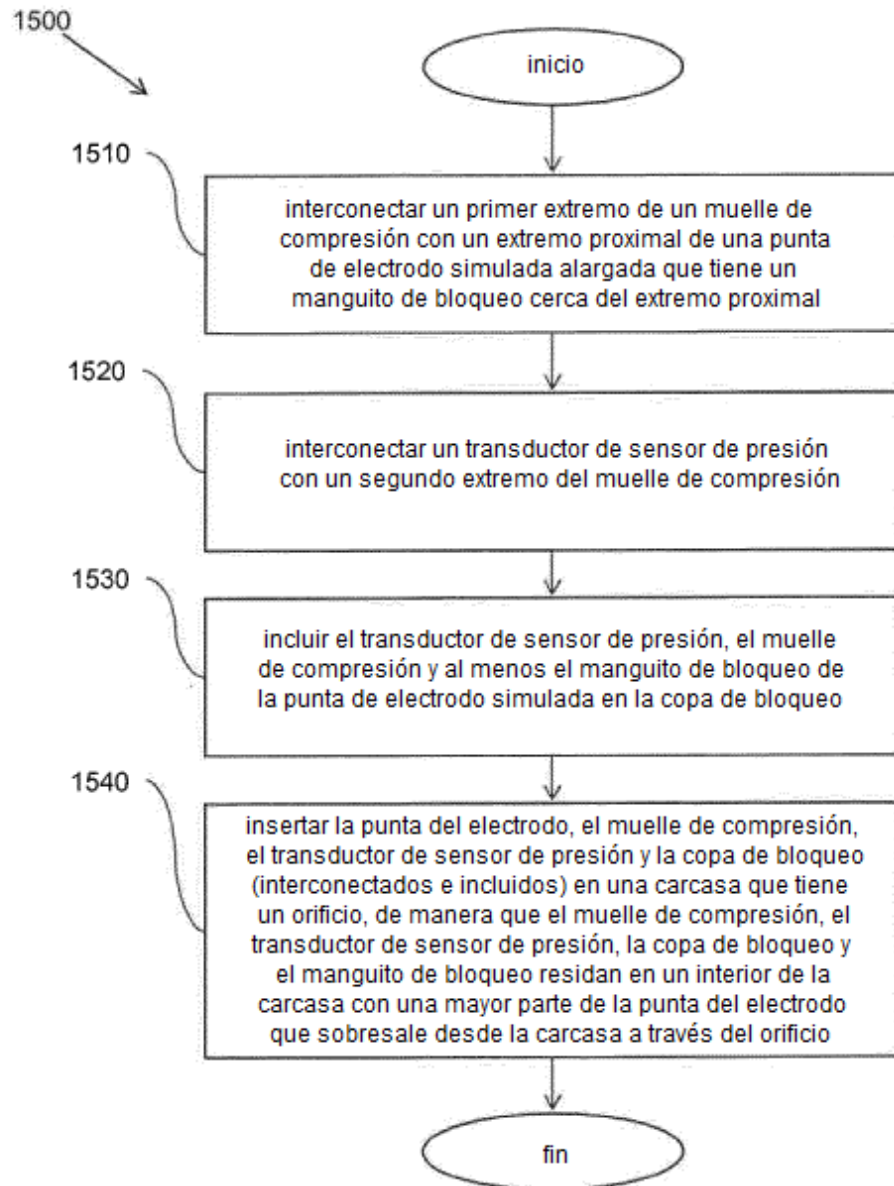 1500
inicio
1510
interconectar un primer extremo de un muelle de
compresión con un extremo proximal de una punta
de electrodo simulada alargada que tiene un
manguito de bloqueo cerca del extremo proximal
1520
interconectar un transductor de sensor de presión
con un segundo extremo del muelle de compresión
1530
incluir el transductor de sensor de presión, el muelle
de compresión y al menos el manguito de bloqueo de
la punta de electrodo simulada en la copa de bloqueo
1540
insertar la punta del electrodo, el muelle de compresión,
el transductor de sensor de presión y la copa de bloqueo
(interconectados e incluidos) en una carcasa que tiene
un orificio, de manera que el muelle de compresión, el
transductor de sensor de presión, la copa de bloqueo y
el manguito de bloqueo residan en un interior de la
carcasa con una mayor parte de la punta del electrodo
que sobresale desde la carcasa a través del orificio
fin